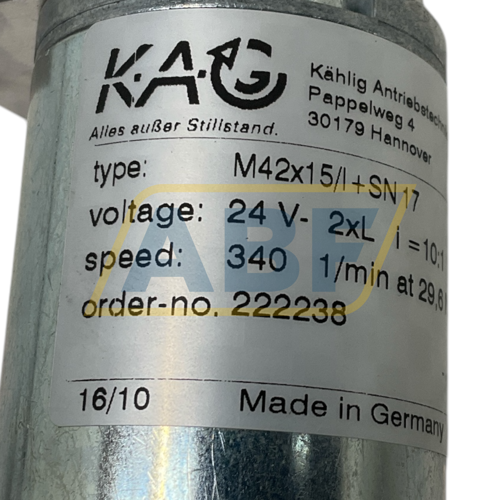 K.A.G
Kählig Antriebstechn
Pappelweg 4
30179 Hannover
Alles außer Stillstand.
type: M42x15/I+SN 17
voltage: 24 V- 2xL i = 10:1
speed: 340 1/min at 29,6
order-no. 222238
16/10 Made in Germany
ABF